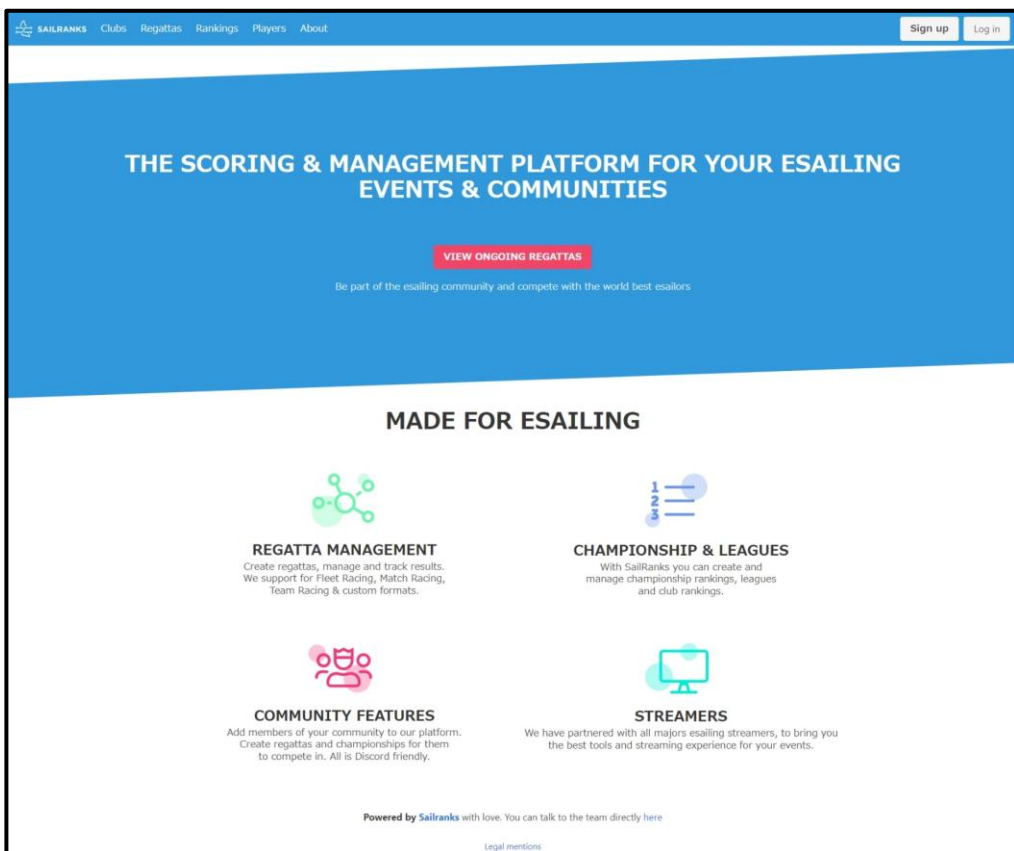 SAILRANKS Clubs Regattas Rankings Players About Sign up Log in
THE SCORING & MANAGEMENT PLATFORM FOR YOUR ESAILING
EVENTS & COMMUNITIES
VIEW ONGOING REGATTAS
Be part of the esailing community and compete with the world best esailors
MADE FOR ESAILING
1
2
3
REGATTA MANAGEMENT
Create regattas, manage and track results.
We support for Fleet Racing, Match Racing,
Team Racing & custom formats.
CHAMPIONSHIP & LEAGUES
With SailRanks you can create and
manage championship rankings, leagues
and club rankings.
COMMUNITY FEATURES
Add members of your community to our platform.
Create regattas and championships for them
to compete in. All is Discord friendly.
STREAMERS
We have partnered with all majors esailing streamers, to bring you
the best tools and streaming experience for your events.
Powered by Sailranks with love. You can talk to the team directly here
Legal mentions